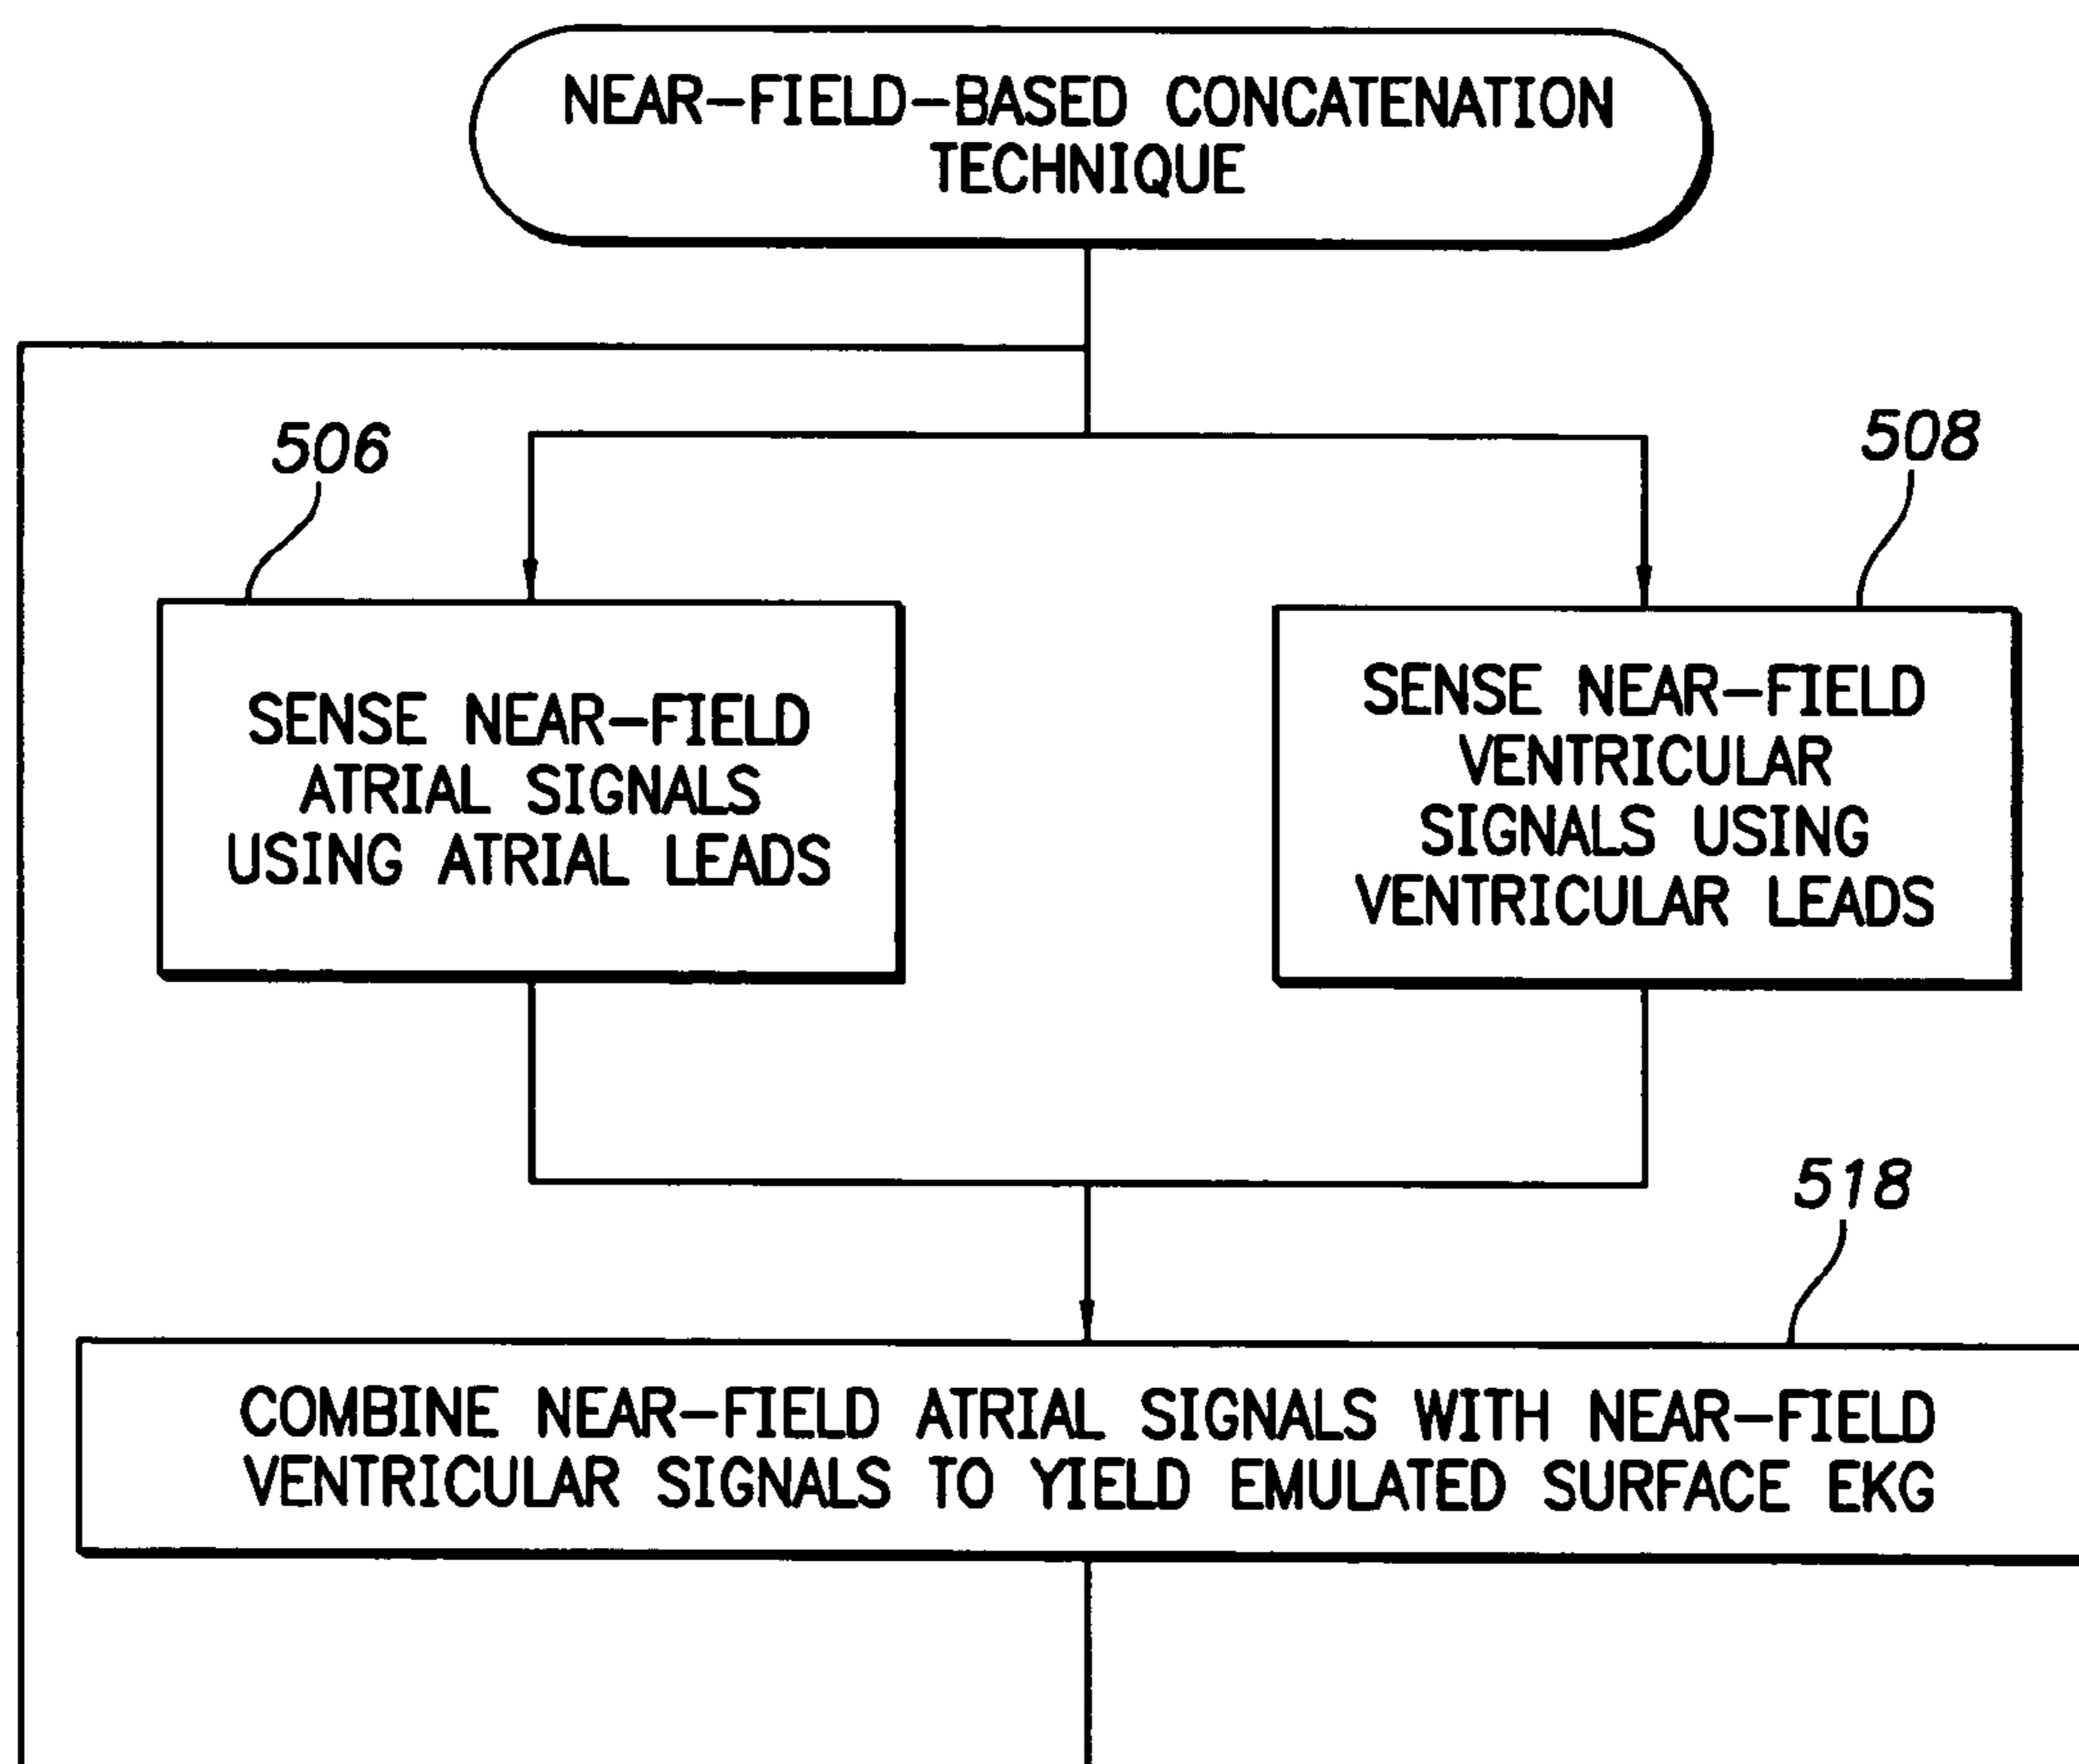 NEAR-FIELD-BASED CONCATENATION
TECHNIQUE
506
508
SENSE NEAR-FIELD
ATRIAL SIGNALS
USING ATRIAL LEADS
SENSE NEAR-FIELD
VENTRICULAR
SIGNALS USING
VENTRICULAR LEADS
518
COMBINE NEAR-FIELD ATRIAL SIGNALS WITH NEAR-FIELD
VENTRICULAR SIGNALS TO YIELD EMULATED SURFACE EKG